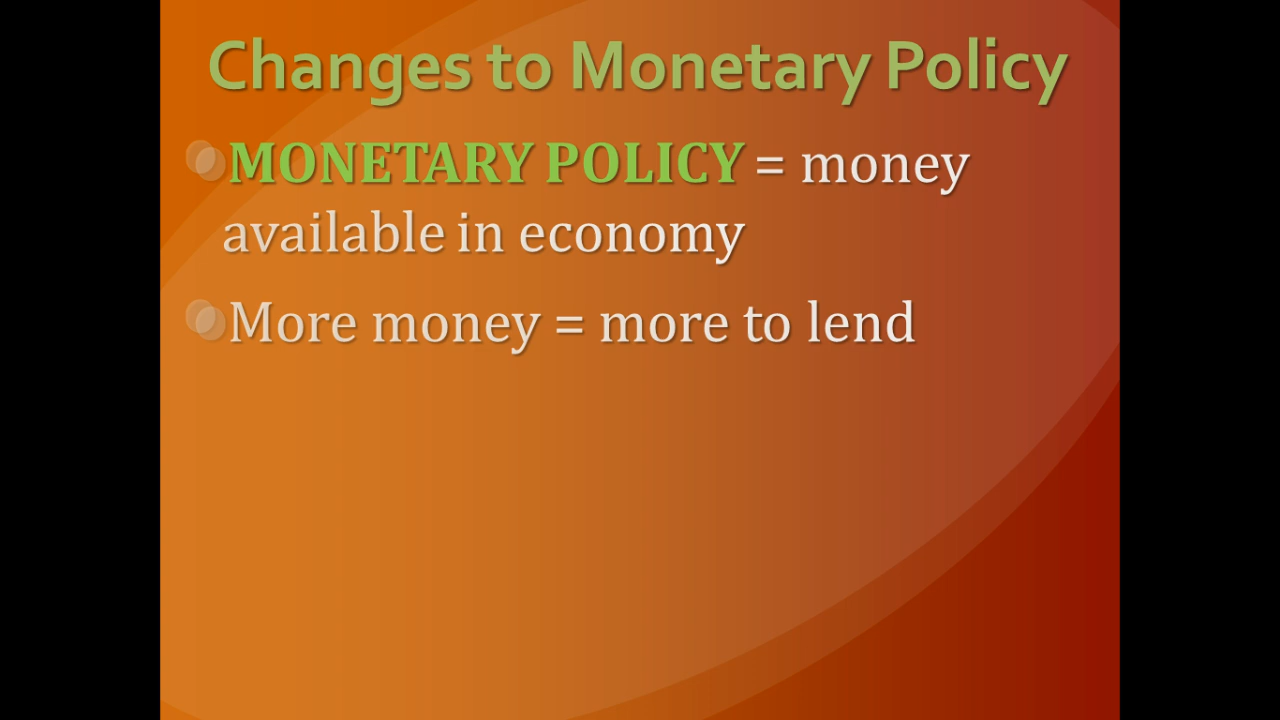 Changes to Monetary Policy
MONETARY POLICY = money
available in economy
More money = more to lend